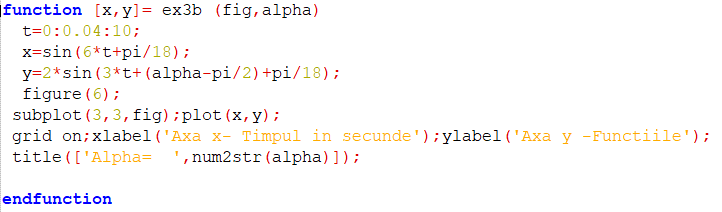 function [x,y]= ex3b (fig,alpha)
t=0:0.04:10;
x=sin(6*t+pi/18);
y=2*sin(3*t+(alpha-pi/2)+pi/18);
figure(6);
subplot(3,3,fig);plot(x,y);
grid on;xlabel('Axa x- Timpul in secunde');ylabel('Axa y -Functiile');
title(['Alpha=  ',num2str(alpha)]);
endfunction